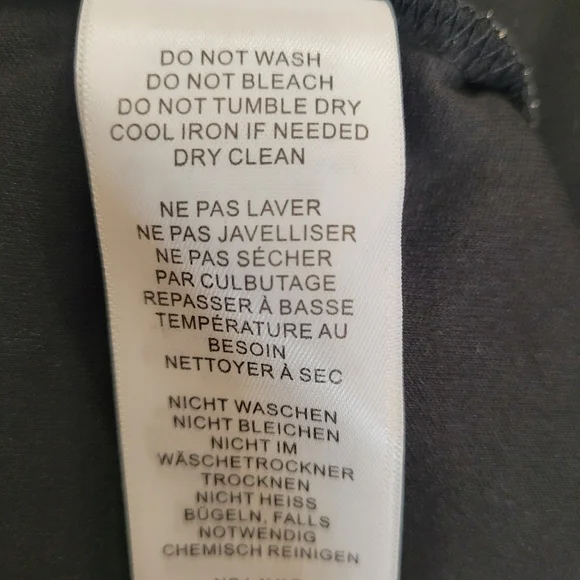 DO NOT WASH
DO NOT BLEACH
DO NOT TUMBLE DRY
COOL IRON IF NEEDED
DRY CLEAN
NE PAS LAVER
NE PAS JAVELLISER
NE PAS SÉCHER
PAR CULBUTAGE
REPASSER À BASSE
TEMPÉRATURE AU
BESOIN
NETTOYER À SEC
NICHT WASCHEN
NICHT BLEICHEN
NICHT IM
WÄSCHETROCKNER
TROCKNEN
NICHT HEISS
BÜGELN, FALLS
NOTWENDIG
CHEMISCH REINIGEN